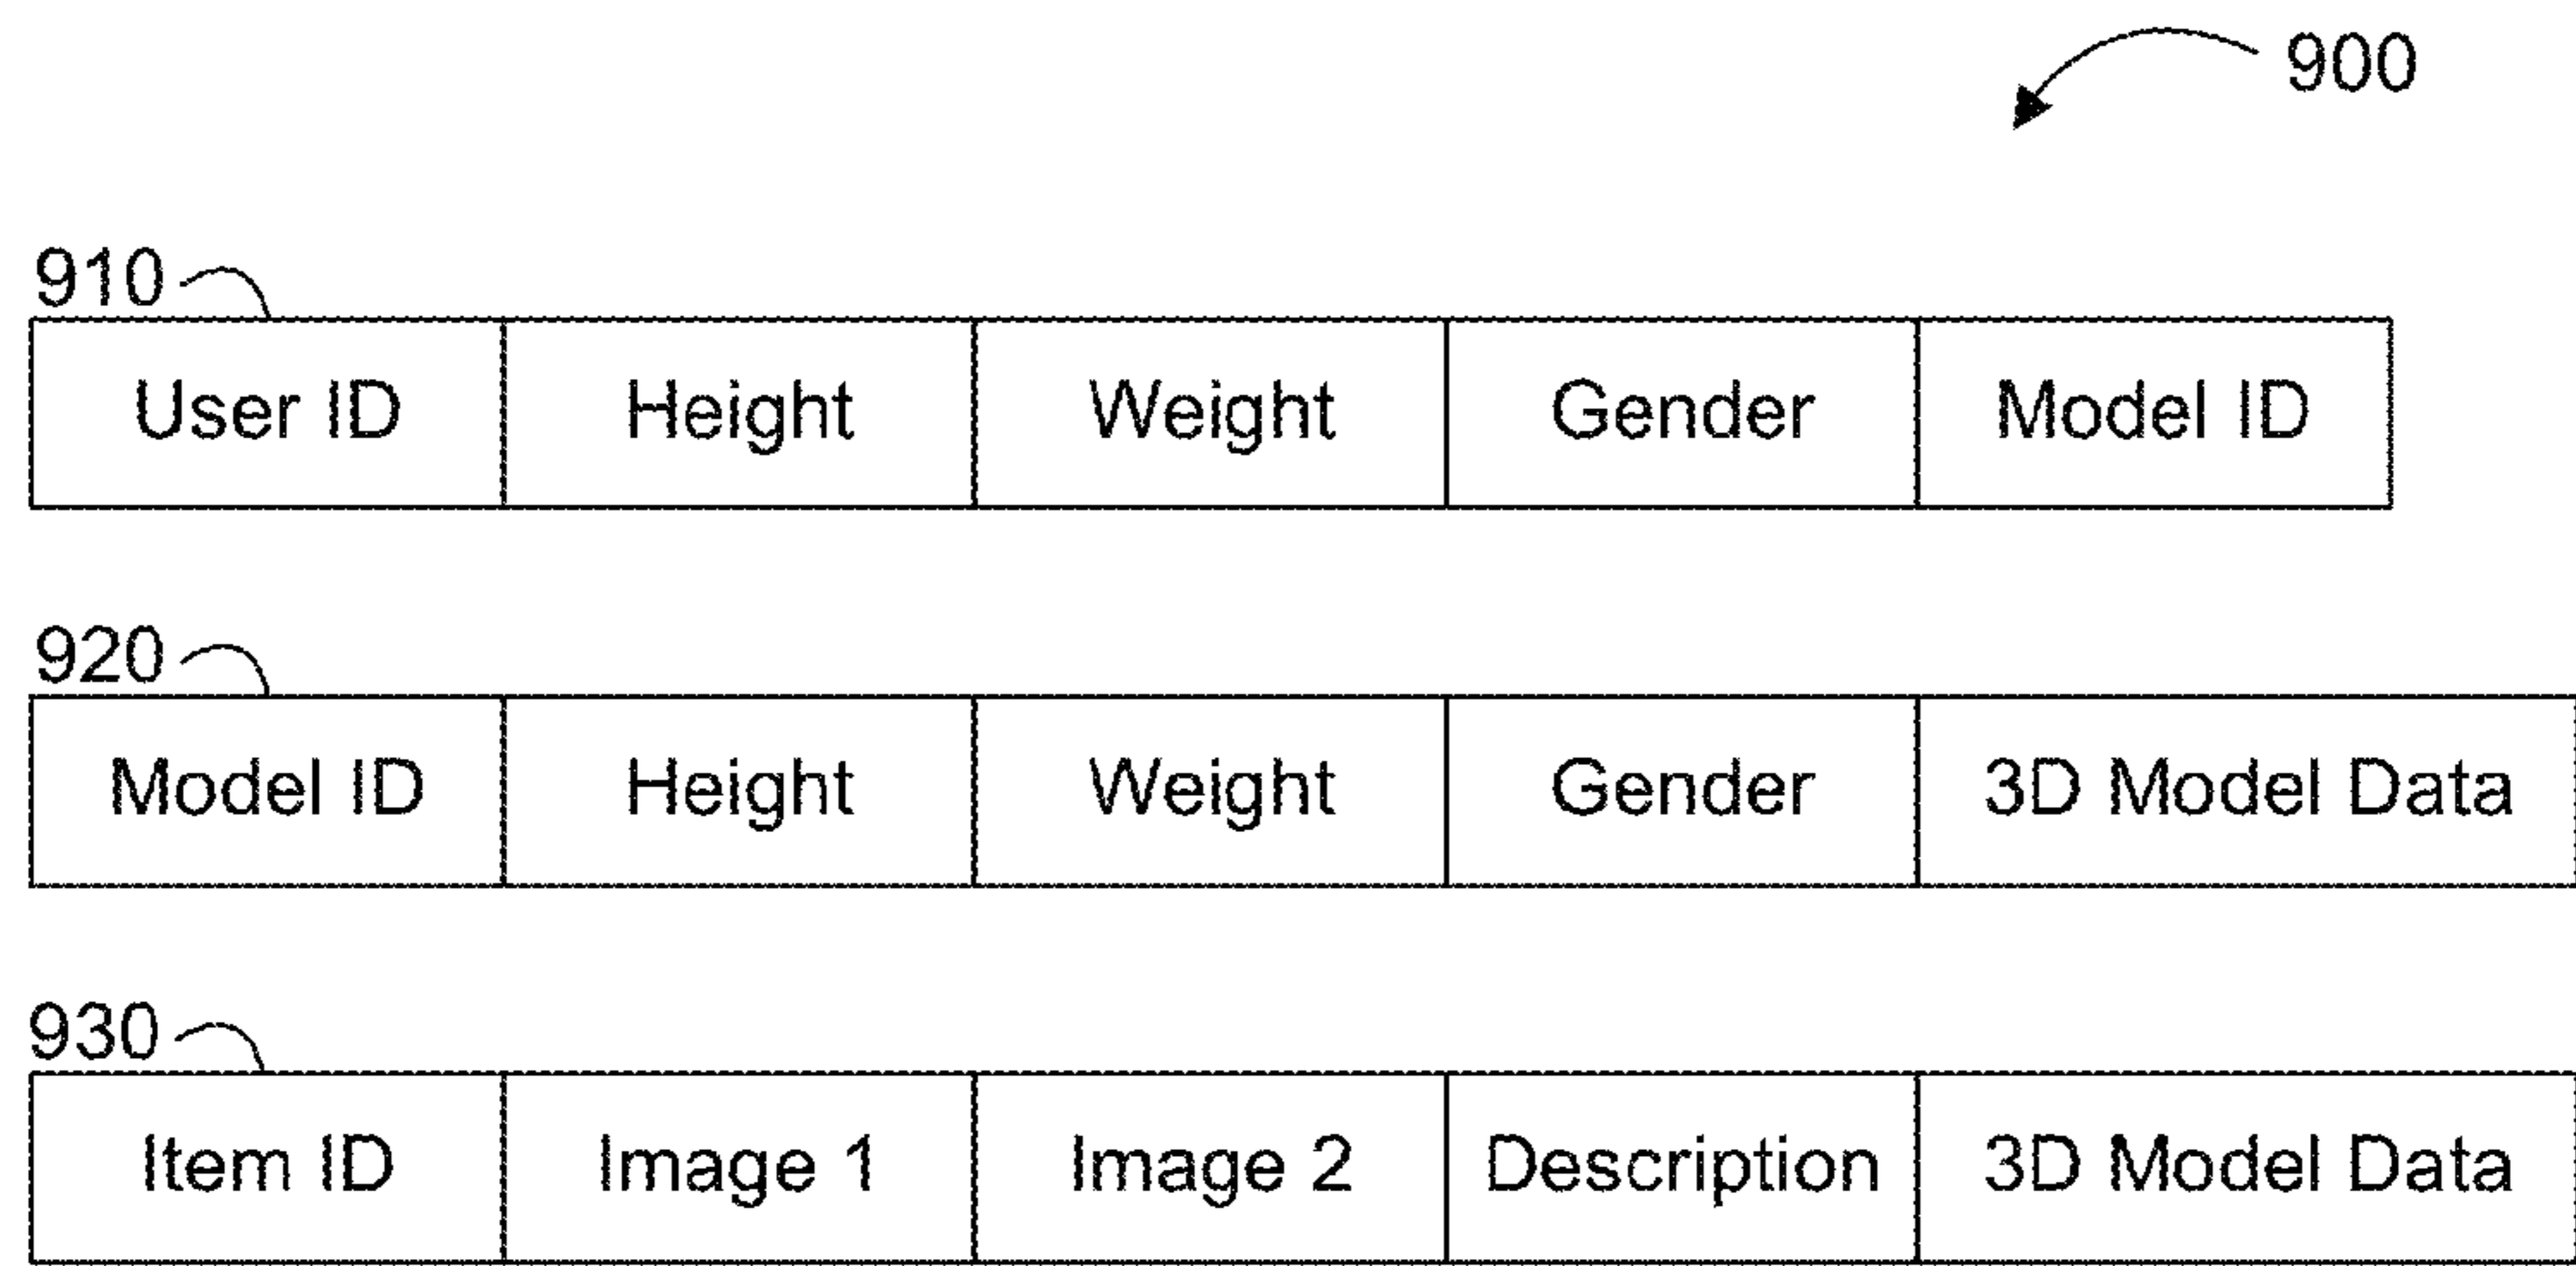 900
910
User ID Height Weight Gender Model ID
920
Model ID Height Weight Gender 3D Model Data
930
Item ID Image 1 Image 2 Description 3D Model Data